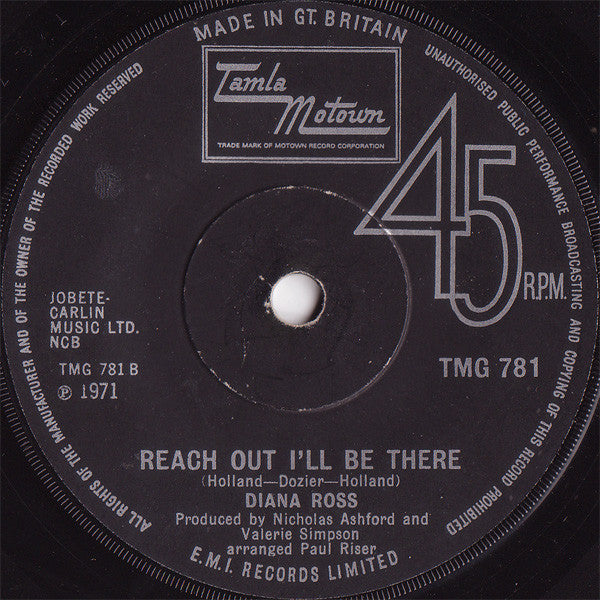 MADE IN GT. BRITAIN
UNAUTHORISED PUBLIC PERFORMANCE BROADCASTING AND COPYING OF THIS RECORD PROHIBITED
ALL RIGHTS OF THE MANUFACTURER AND OF THE OWNER OF THE RECORDED WORK RESERVED
Tamla
Motown
TRADE MARK OF MOTOWN RECORD CORPORATION
45
R.P.M.
JOBETE-
CARLIN
MUSIC LTD.
NCB
TMG 781 B
℗ 1971
TMG 781
REACH OUT I'LL BE THERE
(Holland—Dozier—Holland)
DIANA ROSS
Produced by Nicholas Ashford and
Valerie Simpson
arranged Paul Riser
E.M.I. RECORDS LIMITED